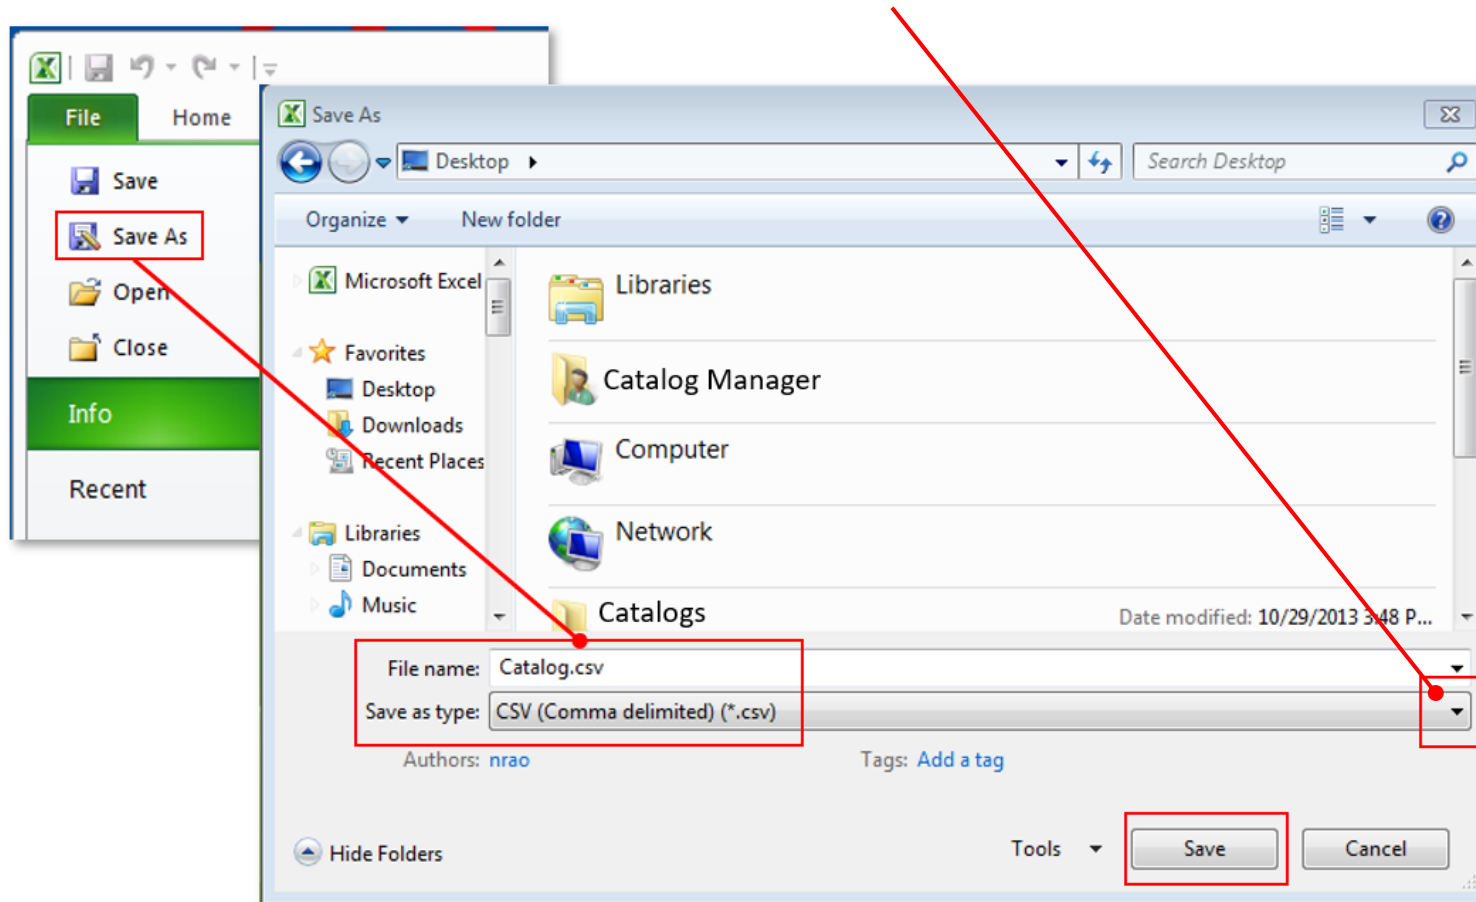 File Home
Save
Save As
Open
Close
Info
Recent
Save As
Desktop
Search Desktop
Organize New folder
Microsoft Excel
Favorites
Desktop
Downloads
Recent Places
Libraries
Documents
Music
Libraries
Catalog Manager
Computer
Network
Catalogs Date modified: 10/29/2013 3:48 P...
File name: Catalog.csv
Save as type: CSV (Comma delimited) (*.csv)
Authors: nrao Tags: Add a tag
Hide Folders Tools Save Cancel